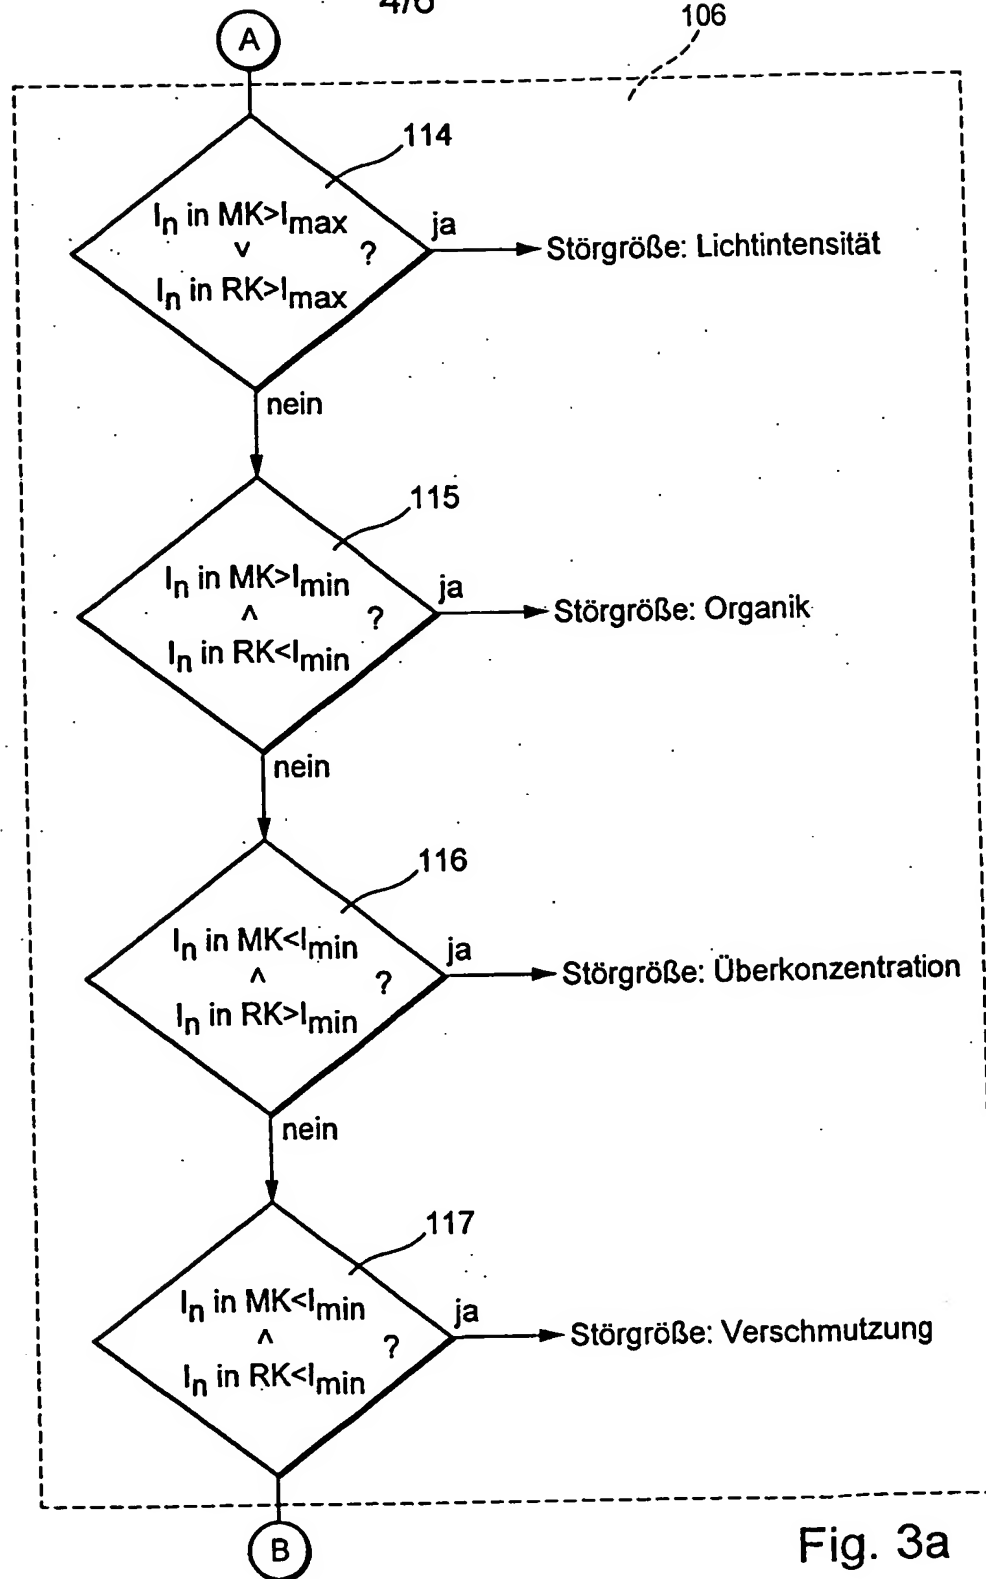 4/6
106
A
114
In in MK>Imax
v
?
ja
Störgröße: Lichtintensität
In in RK>Imax
nein
115
In in MK>Imin
ʌ
?
ja
Störgröße: Organik
In in RK<Imin
nein
116
In in MK<Imin
ʌ
?
ja
Störgröße: Überkonzentration
In in RK>Imin
nein
117
In in MK<Imin
ʌ
?
ja
Störgröße: Verschmutzung
In in RK<Imin
B
Fig. 3a